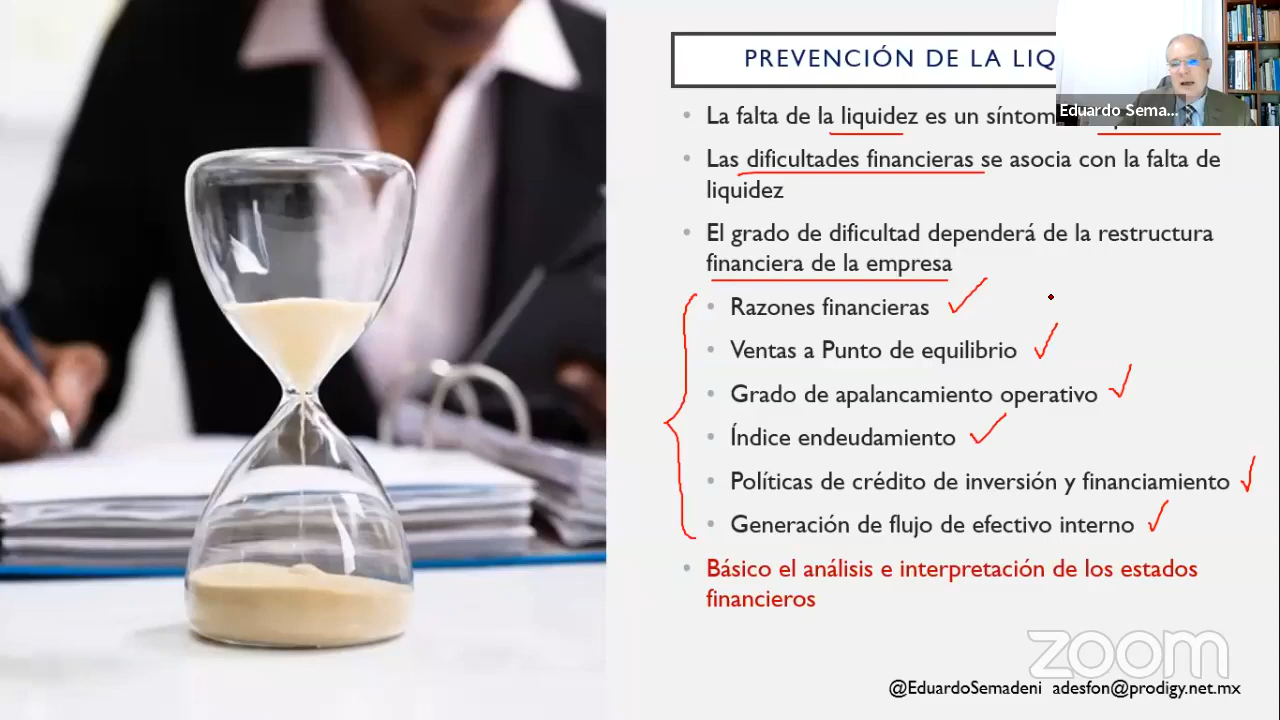 PREVENCIÓN DE LA LIQ
Eduardo Sema...
La falta de la liquidez es un síntom
Las dificultades financieras se asocia con la falta de
liquidez
El grado de dificultad dependerá de la restructura
financiera de la empresa
Razones financieras
Ventas a Punto de equilibrio
Grado de apalancamiento operativo
Índice endeudamiento
Políticas de crédito de inversión y financiamiento
Generación de flujo de efectivo interno
Básico el análisis e interpretación de los estados
financieros
zoom
@EduardoSemadeni adesfon@prodigy.net.mx